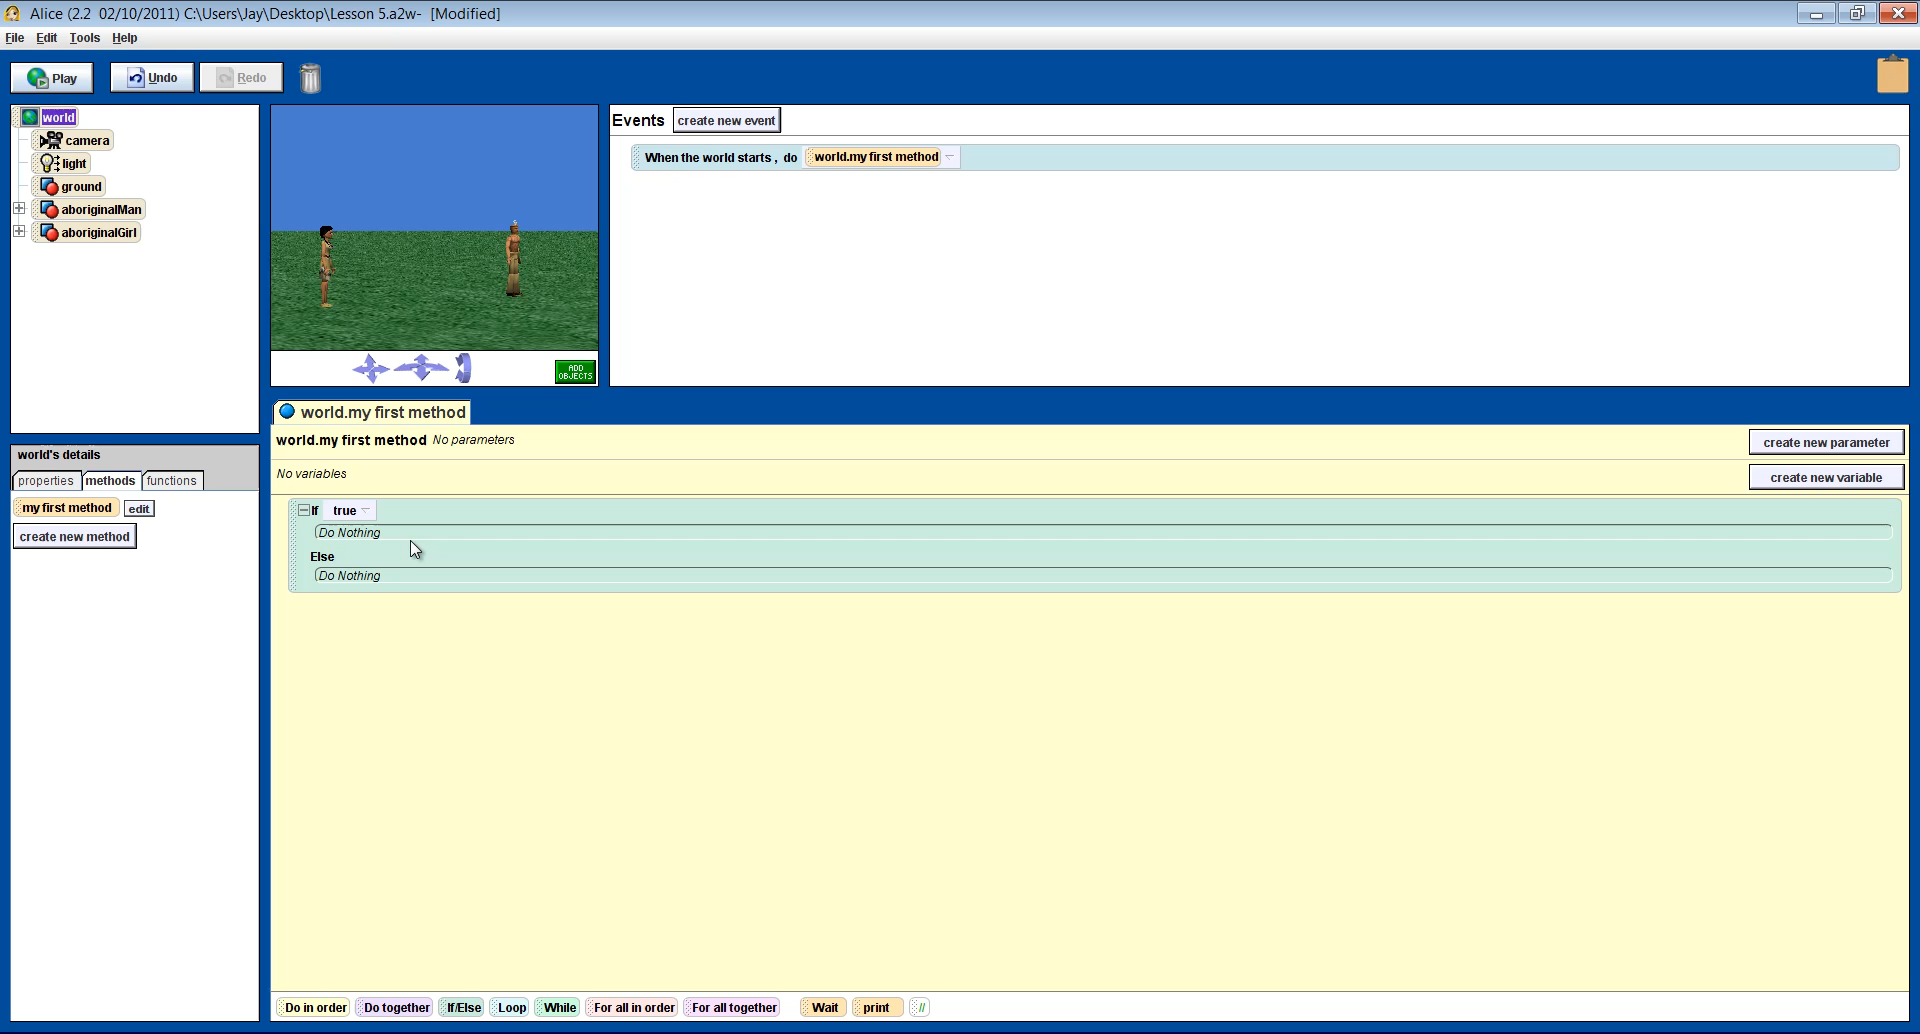 Alice (2.2 02/10/2011) C:\Users\Jay\Desktop\Lesson 5.a2w- [Modified]
File Edit Tools Help
Play Undo Redo
world
camera
light
ground
aboriginalMan
aboriginalGirl
ADD OBJECTS
Events create new event
When the world starts , do world.my first method
world's details
properties methods functions
my first method edit
create new method
world.my first method
world.my first method No parameters create new parameter
No variables create new variable
If true
Do Nothing
Else
Do Nothing
Do in order Do together If/Else Loop While For all in order For all together Wait print //